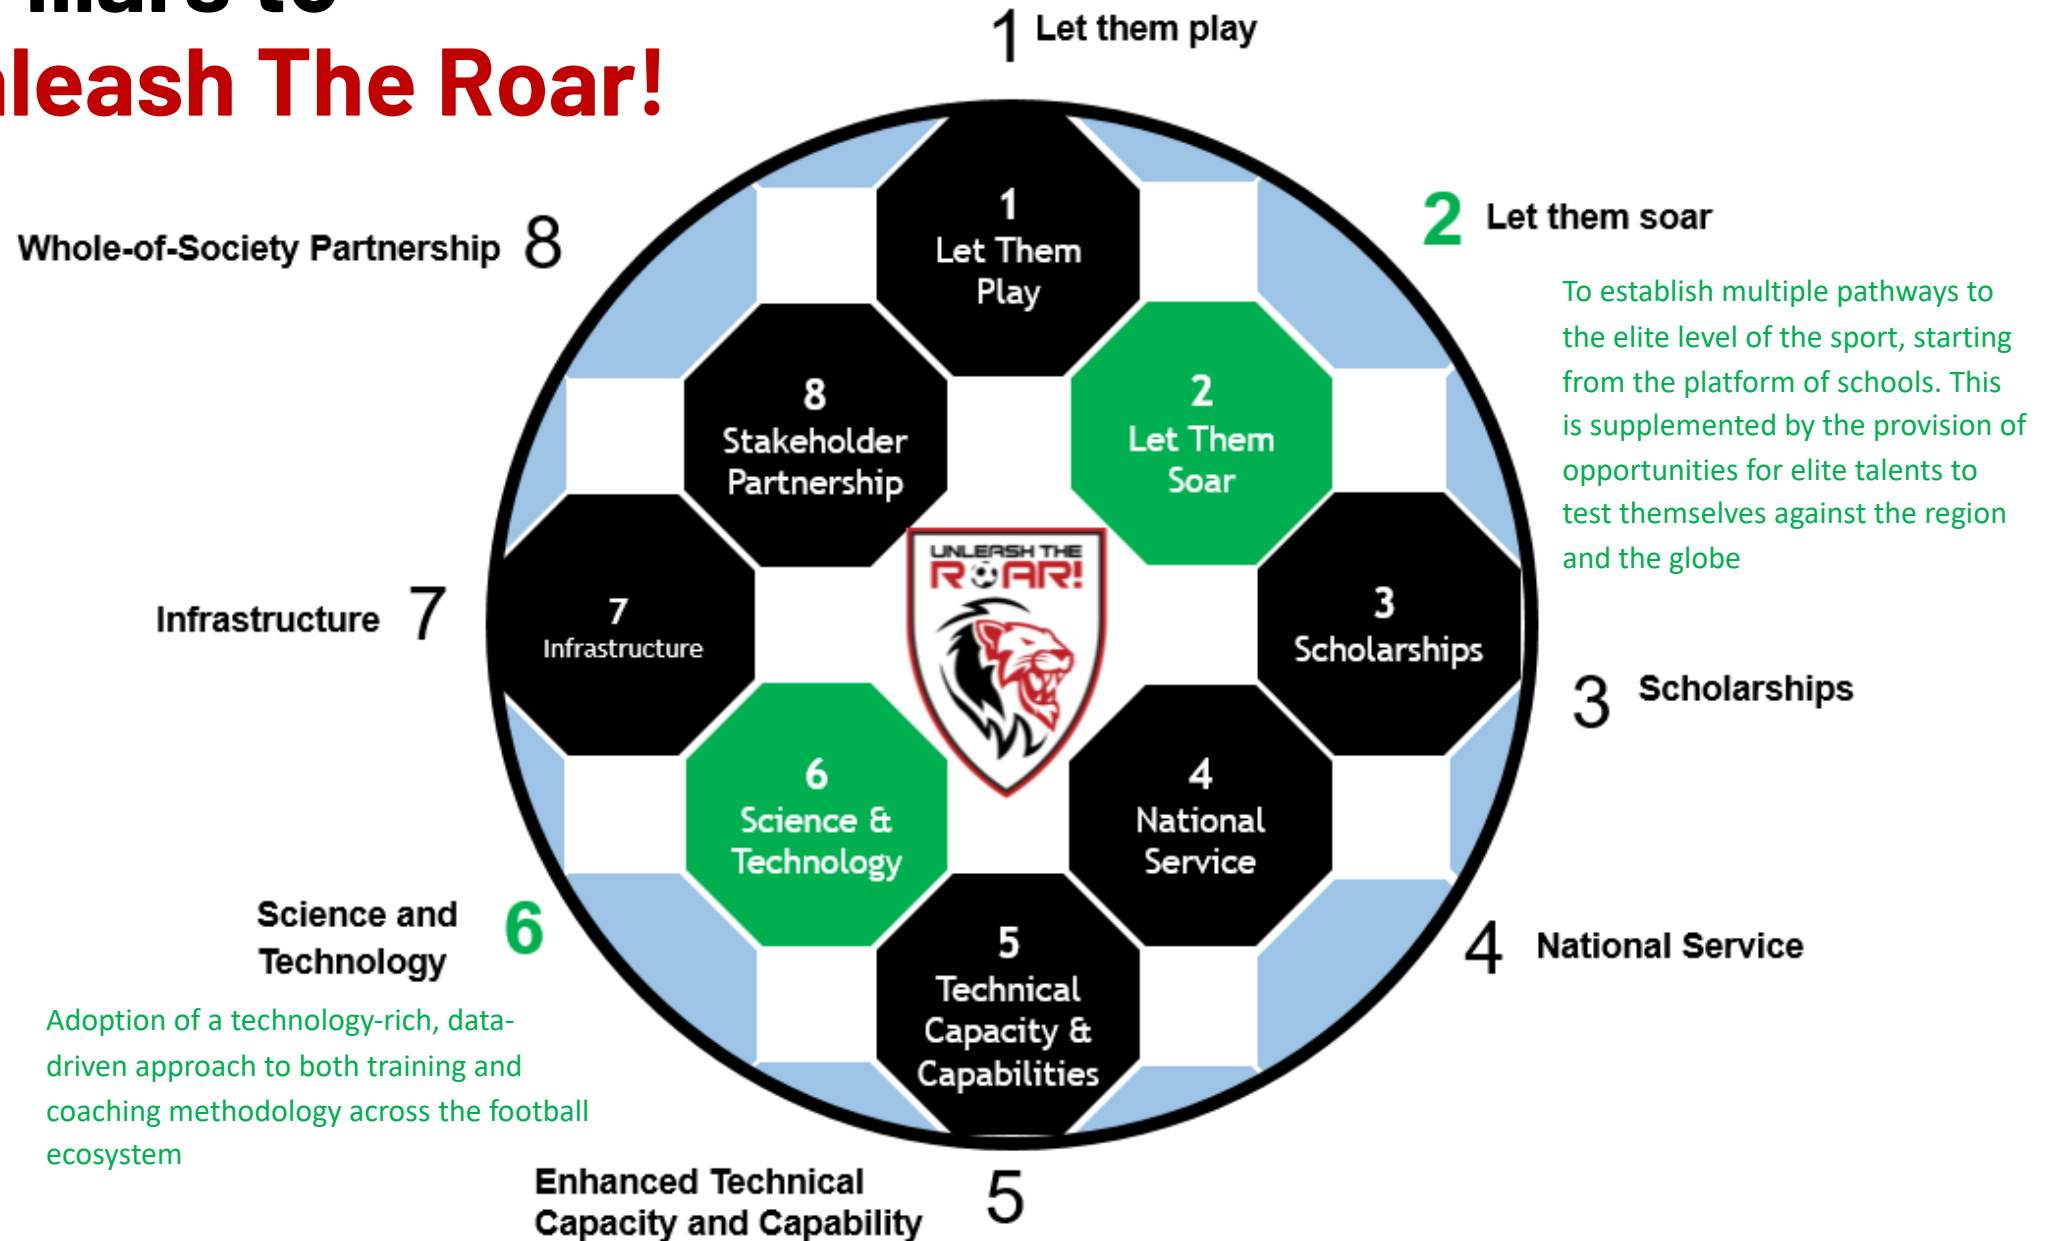 to
Unleash The Roar!
1 Let them play
2 Let them soar
To establish multiple pathways to
the elite level of the sport, starting
from the platform of schools. This
is supplemented by the provision of
opportunities for elite talents to
test themselves against the region
and the globe
3 Scholarships
4 National Service
5
Enhanced Technical
Capacity and Capability
6
Science and
Technology
Adoption of a technology-rich, data-
driven approach to both training and
coaching methodology across the football
ecosystem
Infrastructure 7
Whole-of-Society Partnership 8
1
Let Them
Play
2
Let Them
Soar
3
Scholarships
4
National
Service
5
Technical
Capacity &
Capabilities
6
Science &
Technology
7
Infrastructure
8
Stakeholder
Partnership
UNLEASH THE
ROAR!